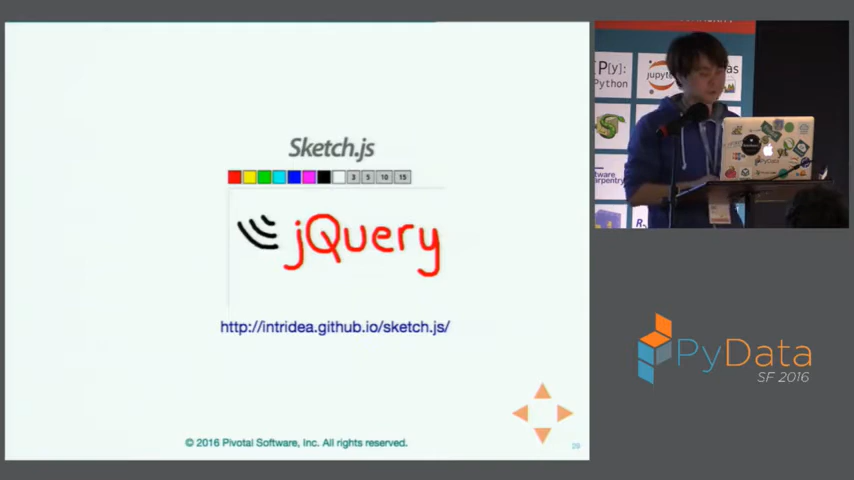 Sketch.js
3 5 10 15
jQuery
http://intridea.github.io/sketch.js/
© 2016 Pivotal Software, Inc. All rights reserved.
29
P[y]:
Python
jupyter
PyData
SF 2016